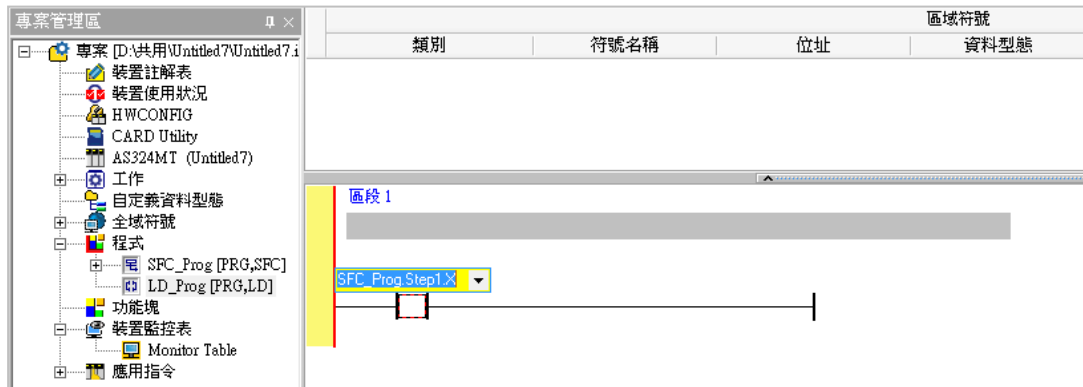 專案管理區
專案 [D:\共用\Untitled7\Untitled7.i
裝置註解表
裝置使用狀況
HWCONFIG
CARD Utility
AS324MT (Untitled7)
工作
自定義資料型態
全域符號
程式
SFC_Prog [PRG,SFC]
LD_Prog [PRG,LD]
功能塊
裝置監控表
Monitor Table
應用指令
區域符號
類別 符號名稱 位址 資料型態
區段 1
SFC_Prog.Step1.X